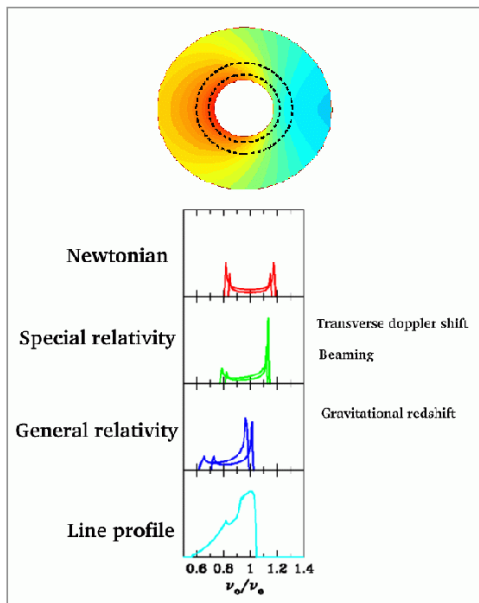 Newtonian
Special relativity
Transverse doppler shift
Beaming
General relativity
Gravitational redshift
Line profile
0.6 0.8 1 1.2 1.4
νo/νe